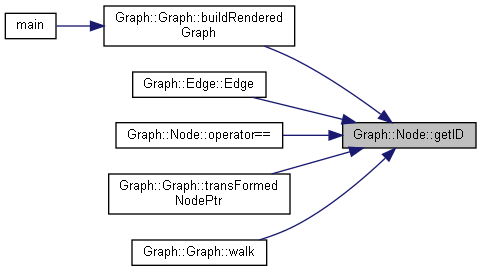 main
Graph::Graph::buildRendered
Graph
Graph::Edge::Edge
Graph::Node::operator==
Graph::Graph::transFormed
NodePtr
Graph::Graph::walk
Graph::Node::getID